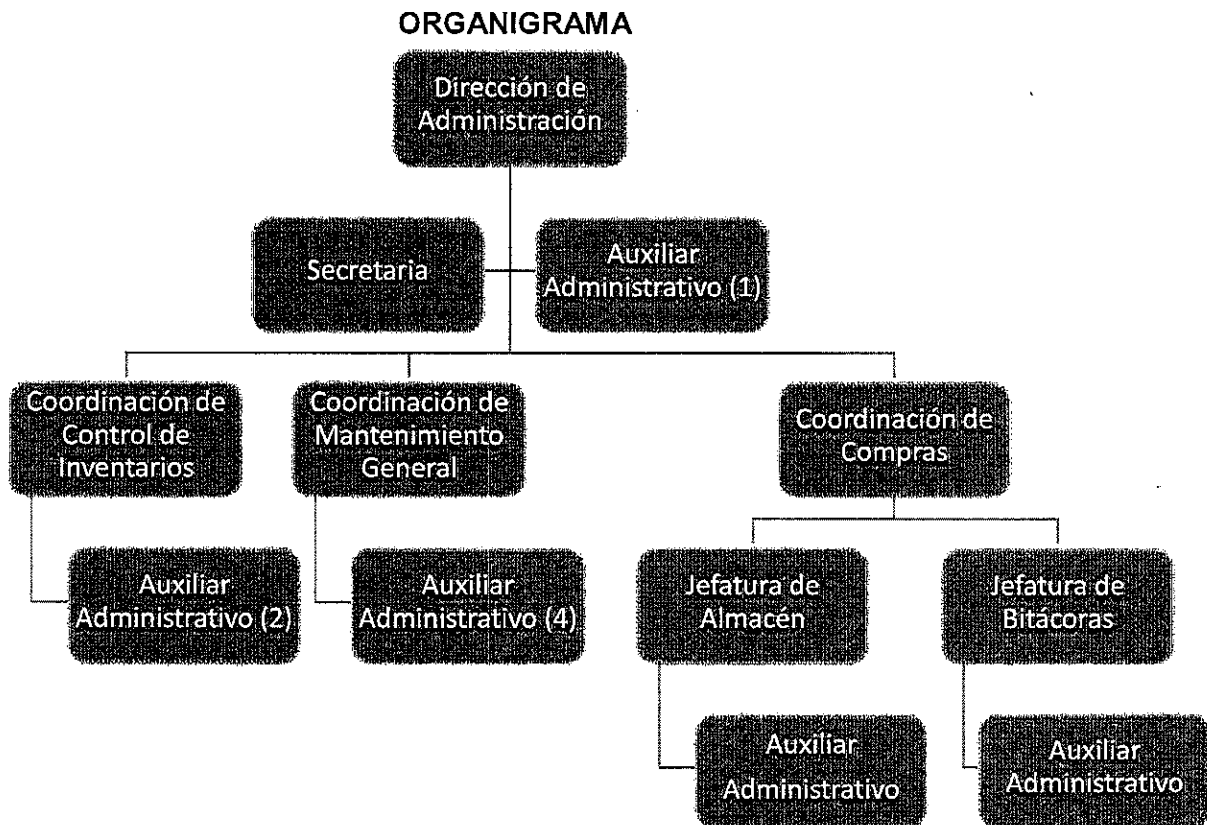 ORGANIGRAMA
Dirección de
Administración
Secretaria
Auxiliar
Administrativo (1)
Coordinación de
Control de
Inventarios
Coordinación de
Mantenimiento
General
Coordinación de
Compras
Auxiliar
Administrativo (2)
Auxiliar
Administrativo (4)
Jefatura de
Almacén
Jefatura de
Bitácoras
Auxiliar
Administrativo
Auxiliar
Administrativo